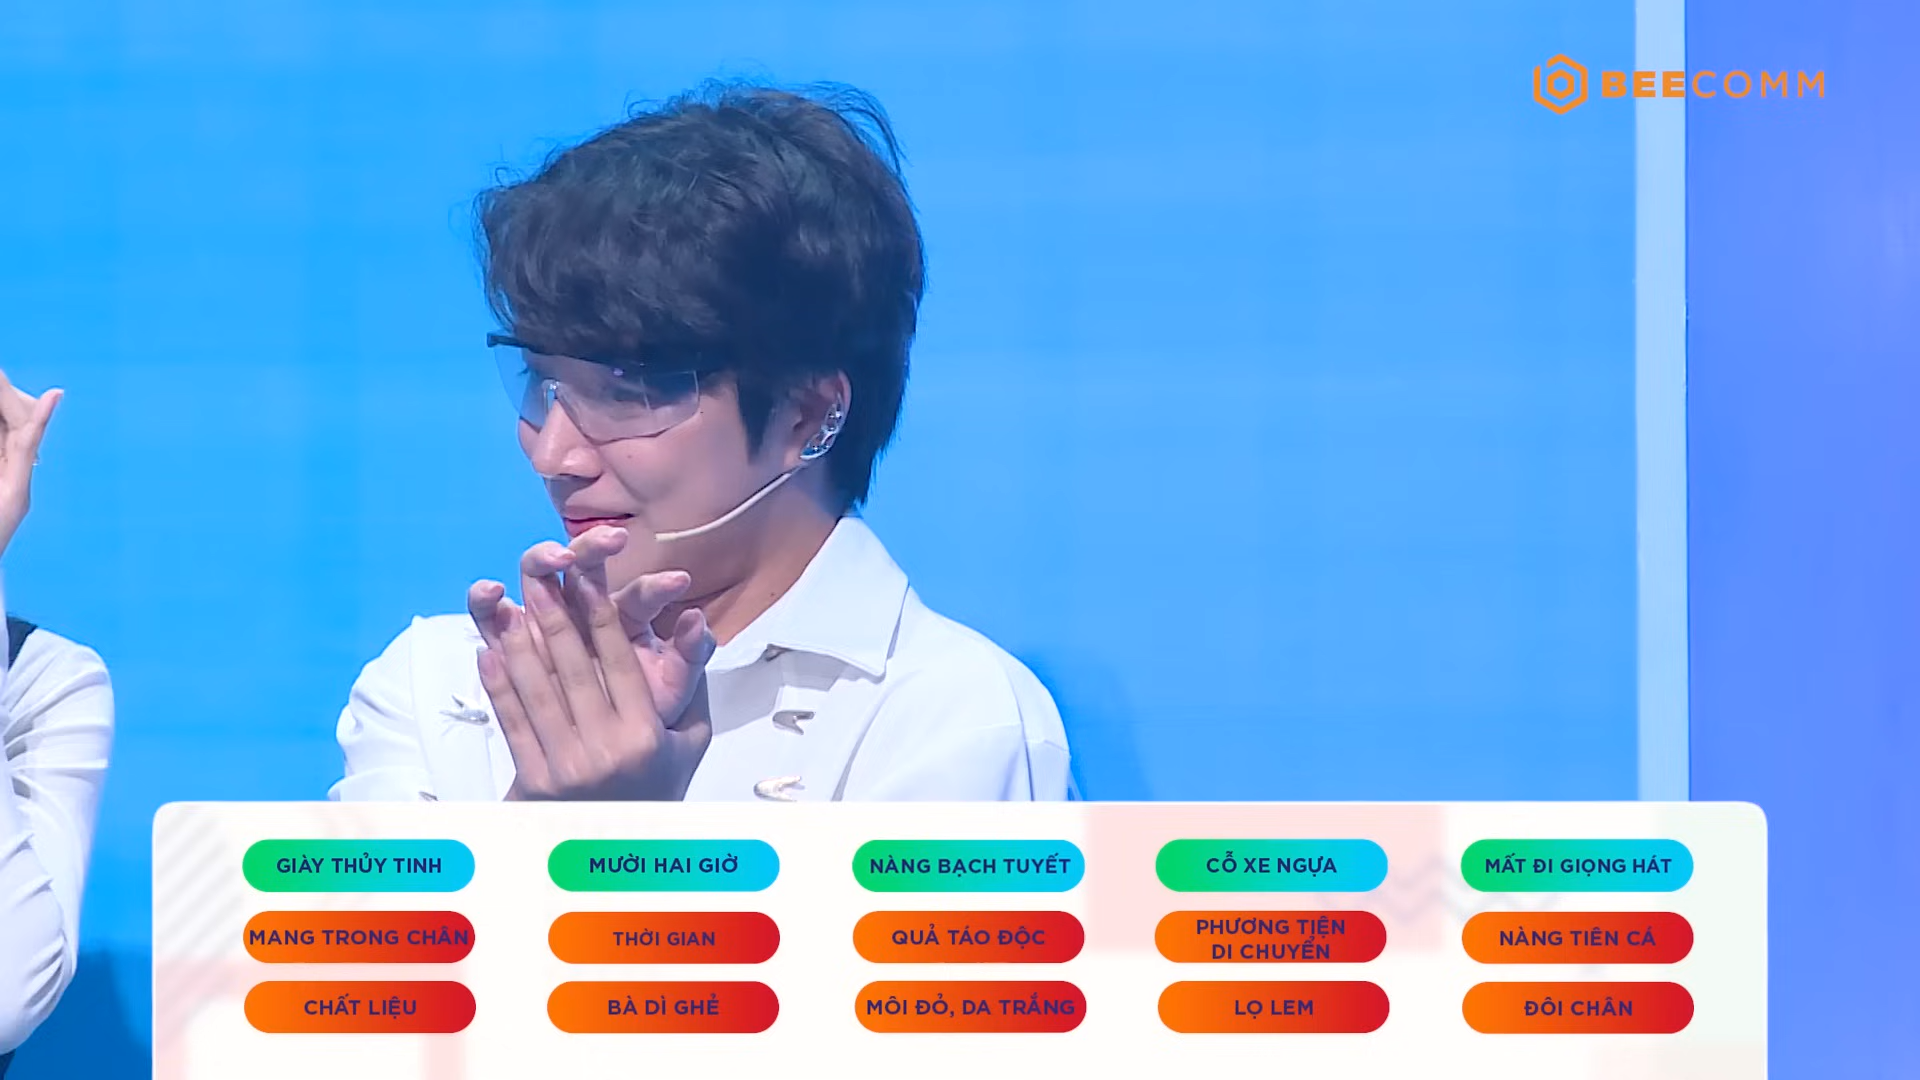 BEECOMM
GIÀY THỦY TINH
MƯỜI HAI GIỜ
NÀNG BẠCH TUYẾT
CỖ XE NGỰA
MẤT ĐI GIỌNG HÁT
MANG TRONG CHÂN
THỜI GIAN
QUẢ TÁO ĐỘC
PHƯƠNG TIỆN
DI CHUYỂN
NÀNG TIÊN CÁ
CHẤT LIỆU
BÀ DÌ GHẺ
MÔI ĐỎ, DA TRẮNG
LỌ LEM
ĐÔI CHÂN